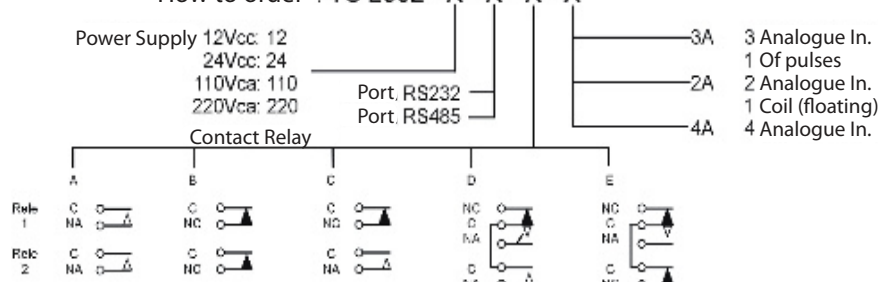 Power Supply 12Vcc: 12
24Vcc: 24
110Vca: 110
220Vca: 220
Port, RS232
Port, RS485
3A 3 Analogue In.
1 Of pulses
2A 2 Analogue In.
1 Coil (floating)
4A 4 Analogue In.
Contact Relay
A B C D E
Rele 1
C NA
C NC
C NC
NC C NA
NC C NA
Rele 2
C NA
C NC
C NA
C
C